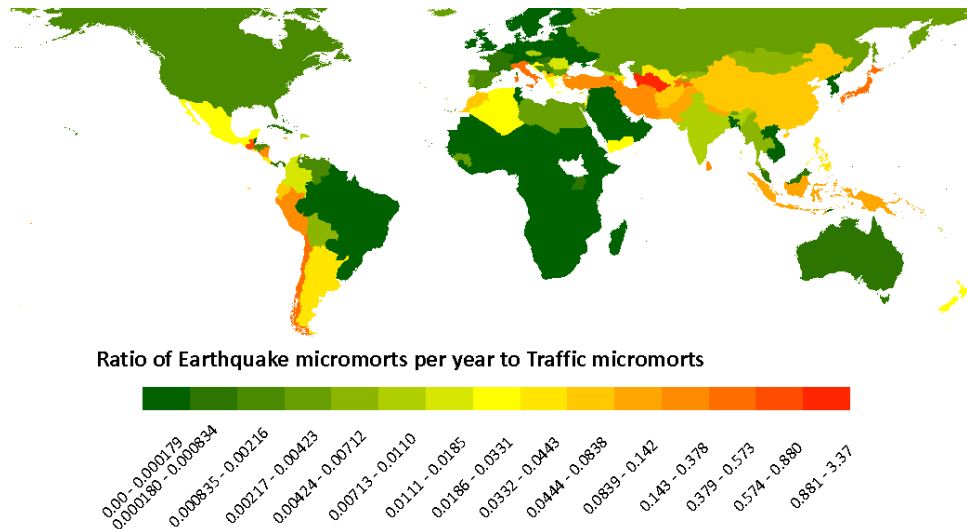 Ratio of Earthquake micromorts per year to Traffic micromorts
0.00 - 0.000179
0.000180 - 0.000834
0.000835 - 0.00216
0.00217 - 0.00423
0.00424 - 0.00712
0.00713 - 0.0110
0.0111 - 0.0185
0.0186 - 0.0331
0.0332 - 0.0443
0.0444 - 0.0838
0.0839 - 0.142
0.143 - 0.378
0.379 - 0.573
0.574 - 0.880
0.881 - 3.37